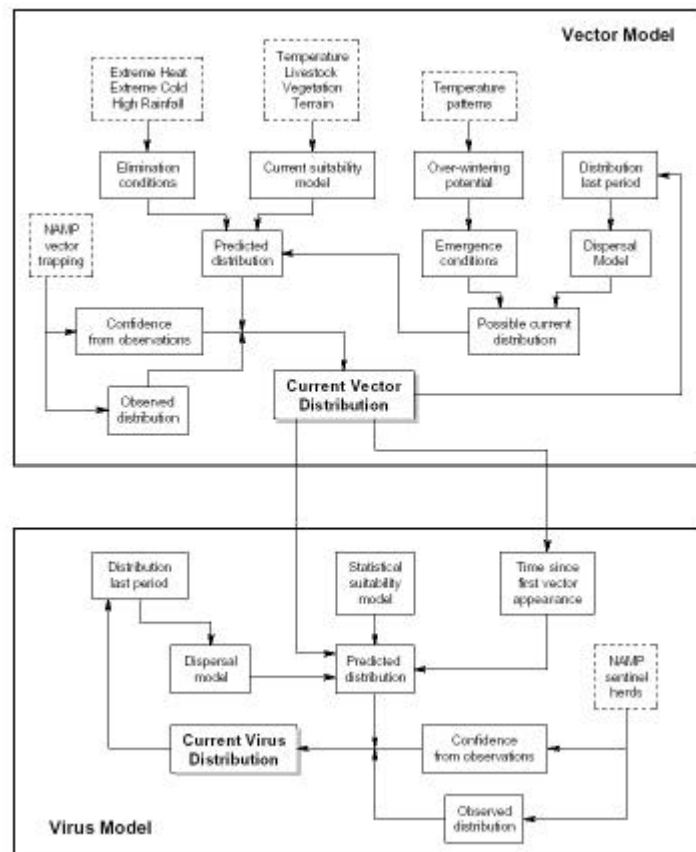 Vector Model
Extreme Heat
Extreme Cold
High Rainfall
Temperature
Livestock
Vegetation
Terrain
Temperature
patterns
Elimination
conditions
Current suitability
model
Over-wintering
potential
Distribution
last period
NAMP
vector
trapping
Predicted
distribution
Emergence
conditions
Dispersal
Model
Confidence
from observations
Possible current
distribution
Observed
distribution
Current Vector
Distribution
Distribution
last period
Statistical
suitability
model
Time since
first vector
appearance
Dispersal
model
Predicted
distribution
NAMP
sentinel
herds
Current Virus
Distribution
Confidence
from observations
Observed
distribution
Virus Model